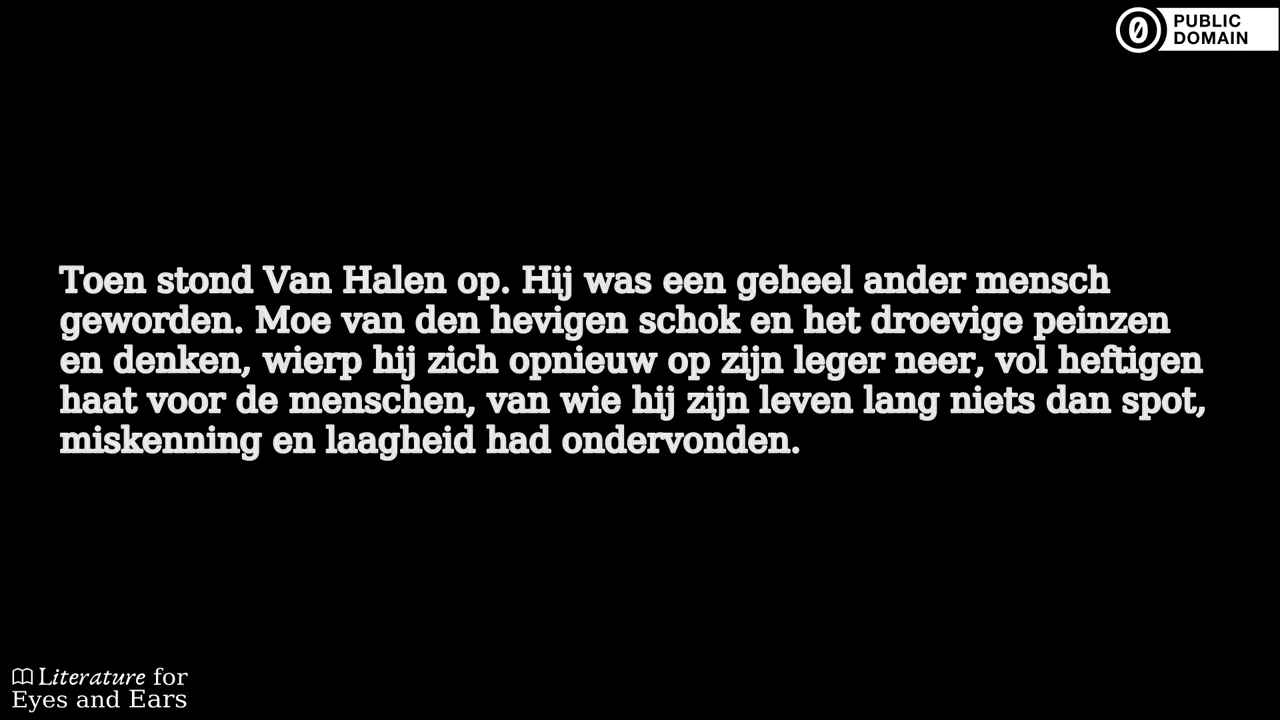 PUBLIC
DOMAIN
Toen stond Van Halen op. Hij was een geheel ander mensch
geworden. Moe van den hevigen schok en het droevige peinzen
en denken, wierp hij zich opnieuw op zijn leger neer, vol heftigen
haat voor de menschen, van wie hij zijn leven lang niets dan spot,
miskenning en laagheid had ondervonden.
Literature for
Eyes and Ears